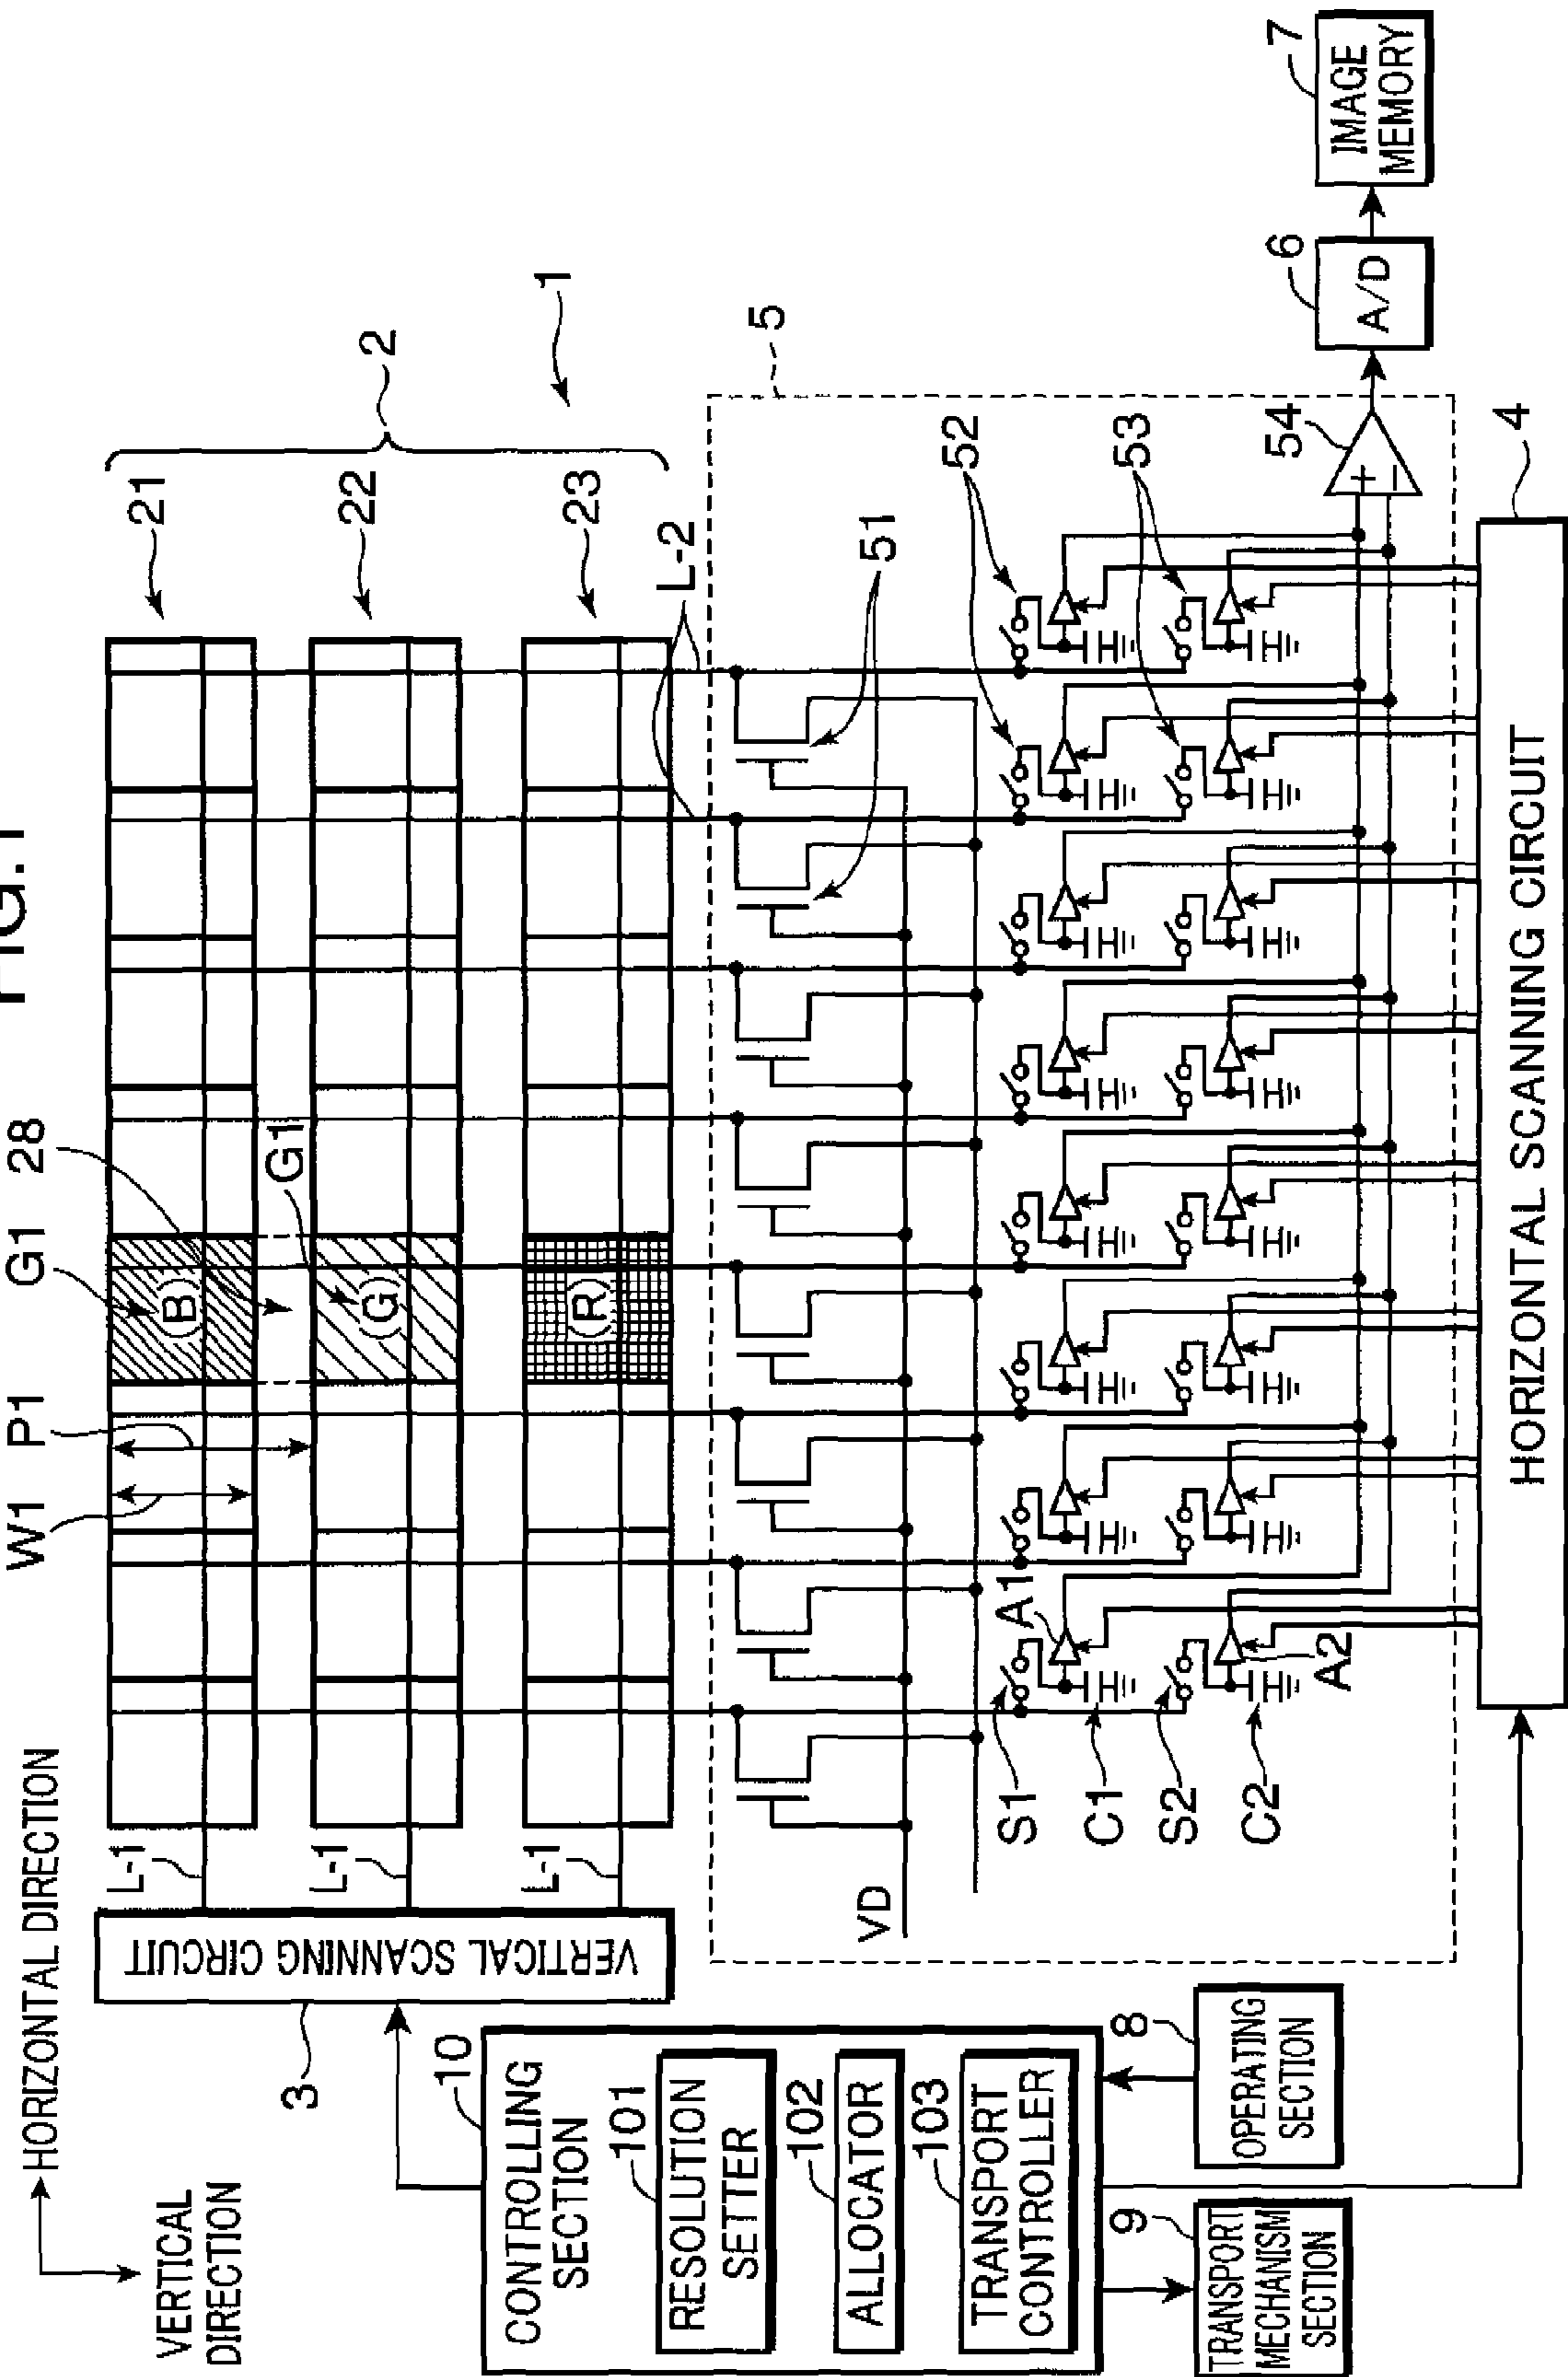 FIG.1
HORIZONTAL DIRECTION
VERTICAL
DIRECTION
W1
P1
G1
28
21
L-1
B
G1
22
2
L-1
G
VERTICAL SCANNING CIRCUIT
3
23
1
L-1
R
L-2
10
CONTROLLING
SECTION
101
RESOLUTION
SETTER
102
ALLOCATOR
103
TRANSPORT
CONTROLLER
5
51
VD
52
S1
A1
C1
53
S2
A2
C2
54
+
−
6
A/D
7
IMAGE
MEMORY
9
TRANSPORT
MECHANISM
SECTION
8
OPERATING
SECTION
4
HORIZONTAL SCANNING CIRCUIT